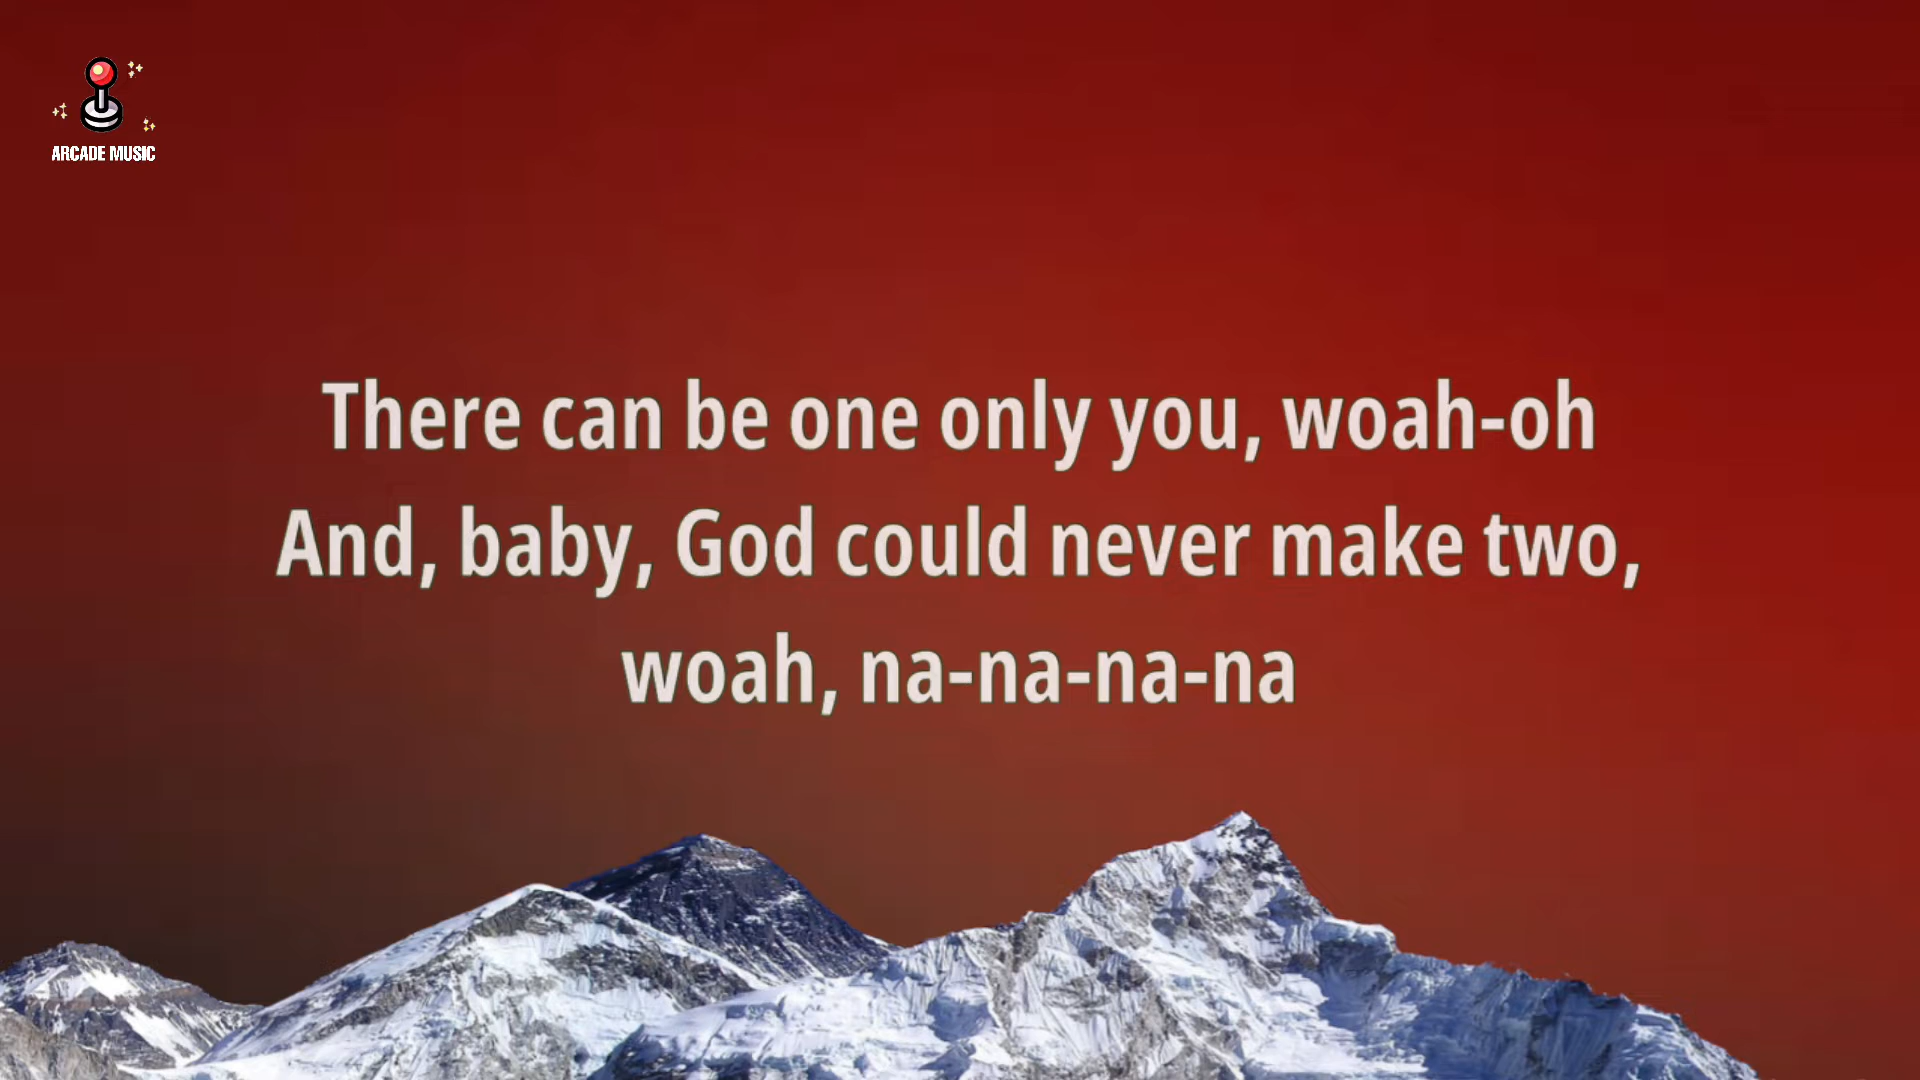 ARCADE MUSIC
There can be one only you, woah-oh
And, baby, God could never make two,
woah, na-na-na-na